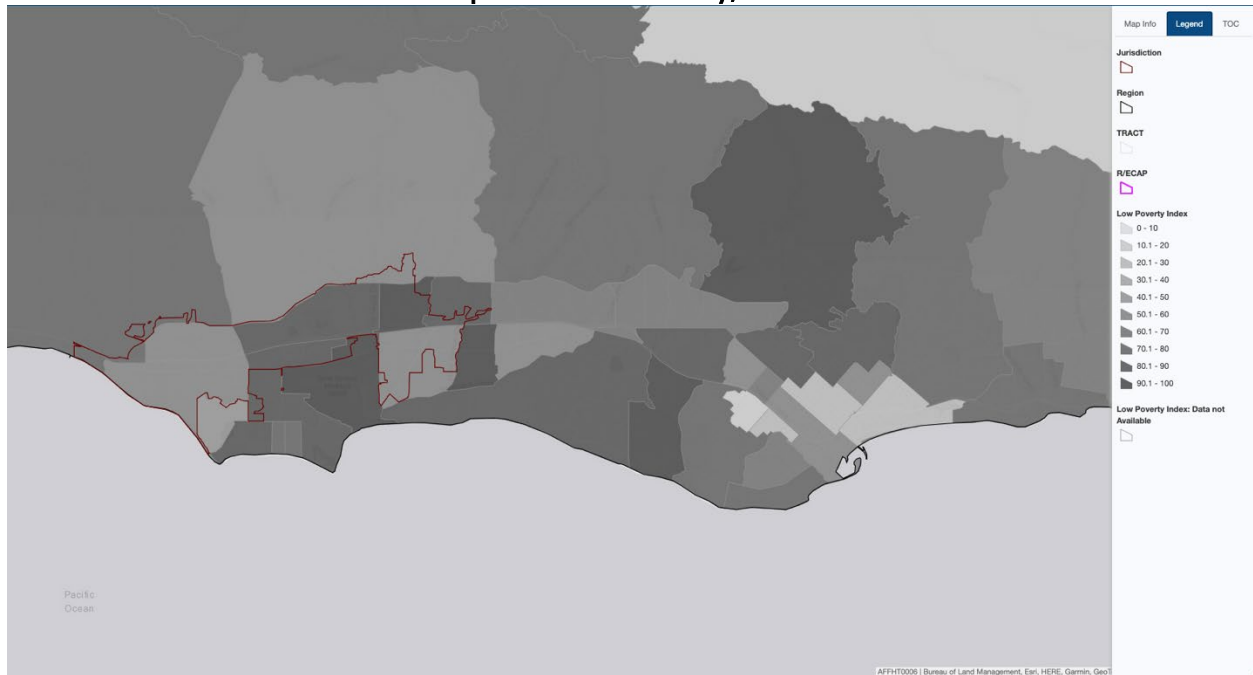 Map Info Legend TOC
Jurisdiction
Region
TRACT
R/ECAP
Low Poverty Index
0 - 10
10.1 - 20
20.1 - 30
30.1 - 40
40.1 - 50
50.1 - 60
60.1 - 70
70.1 - 80
80.1 - 90
90.1 - 100
Low Poverty Index: Data not
Available
Pacific
Ocean
AFFHT0006 | Bureau of Land Management, Esri, HERE, Garmin, GeoT